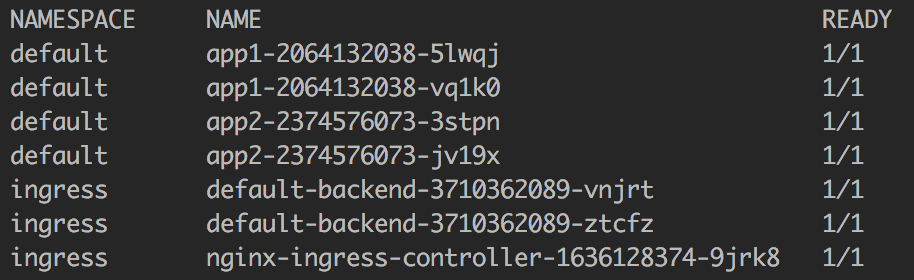 NAMESPACE NAME READY
default app1-2064132038-5lwqj 1/1
default app1-2064132038-vq1k0 1/1
default app2-2374576073-3stpn 1/1
default app2-2374576073-jv19x 1/1
ingress default-backend-3710362089-vnjrt 1/1
ingress default-backend-3710362089-ztcfz 1/1
ingress nginx-ingress-controller-1636128374-9jrk8 1/1